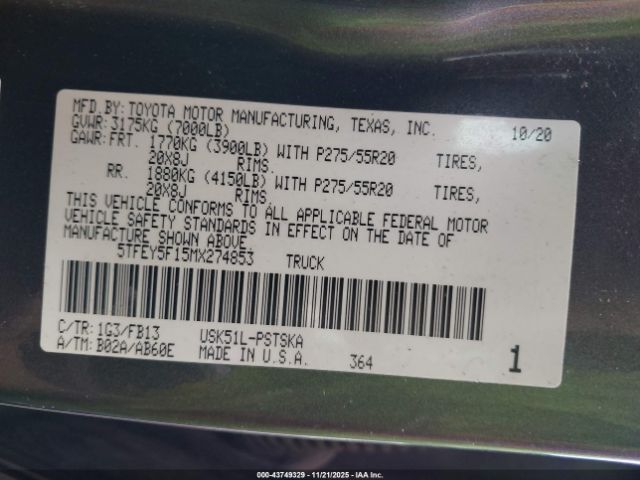 MFD.BY: TOYOTA MOTOR MANUFACTURING, TEXAS, INC. 10/20
GVWR: 3175KG (7000LB)
GAWR: FRT. 1770KG (3900LB) WITH P275/55R20 TIRES,
20X8J RIMS.
RR. 1880KG (4150LB) WITH P275/55R20 TIRES,
20X8J RIMS.
THIS VEHICLE CONFORMS TO ALL APPLICABLE FEDERAL MOTOR
VEHICLE SAFETY STANDARDS IN EFFECT ON THE DATE OF
MANUFACTURE SHOWN ABOVE.
5TFEY5F15MX274853 TRUCK
C/TR: 1G3/FB13 USK51L-PSTSKA
A/TM: B02A/AB60E MADE IN U.S.A. 364 1
000-43749329 - 11/21/2025 - IAA Inc.